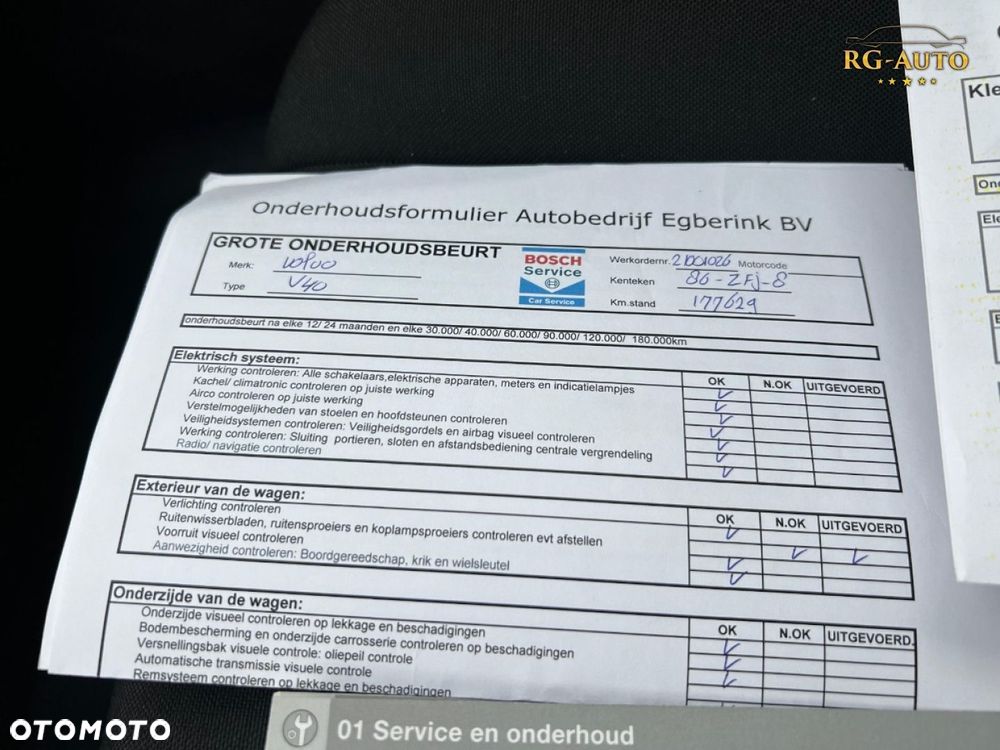 RG-AUTO
Kle
Ond
Ele
Onderhoudsformulier Autobedrijf Egberink BV
GROTE ONDERHOUDSBEURT
Merk: Volvo
Type V40
BOSCH
Service
Car Service
Werkordernr. 21001026 Motorcode
Kenteken 86-ZFJ-8
Km.stand 177629
onderhoudsbeurt na elke 12/ 24 maanden en elke 30.000/ 40.000/ 60.000/ 90.000/ 120.000/ 180.000km
Elektrisch systeem:
OK N.OK UITGEVOERD
Werking controleren: Alle schakelaars,elektrische apparaten, meters en indicatielampjes
Kachel/ climatronic controleren op juiste werking
Airco controleren op juiste werking
Verstelmogelijkheden van stoelen en hoofdsteunen controleren
Veiligheidsystemen controleren: Veiligheidsgordels en airbag visueel controleren
Werking controleren: Sluiting portieren, sloten en afstandsbediening centrale vergrendeling
Radio/ navigatie controleren
Exterieur van de wagen:
OK N.OK UITGEVOERD
Verlichting controleren
Ruitenwisserbladen, ruitensproeiers en koplampsproeiers controleren evt afstellen
Voorruit visueel controleren
Aanwezigheid controleren: Boordgereedschap, krik en wielsleutel
Onderzijde van de wagen:
OK N.OK UITGEVOERD.
Onderzijde visueel controleren op lekkage en beschadigingen
Bodembescherming en onderzijde carrosserie controleren op beschadigingen
Versnellingsbak visuele controle: oliepeil controle
Automatische transmissie visuele controle
Remsysteem controleren op lekkage en beschadigingen
01 Service en onderhoud
OTOMOTO